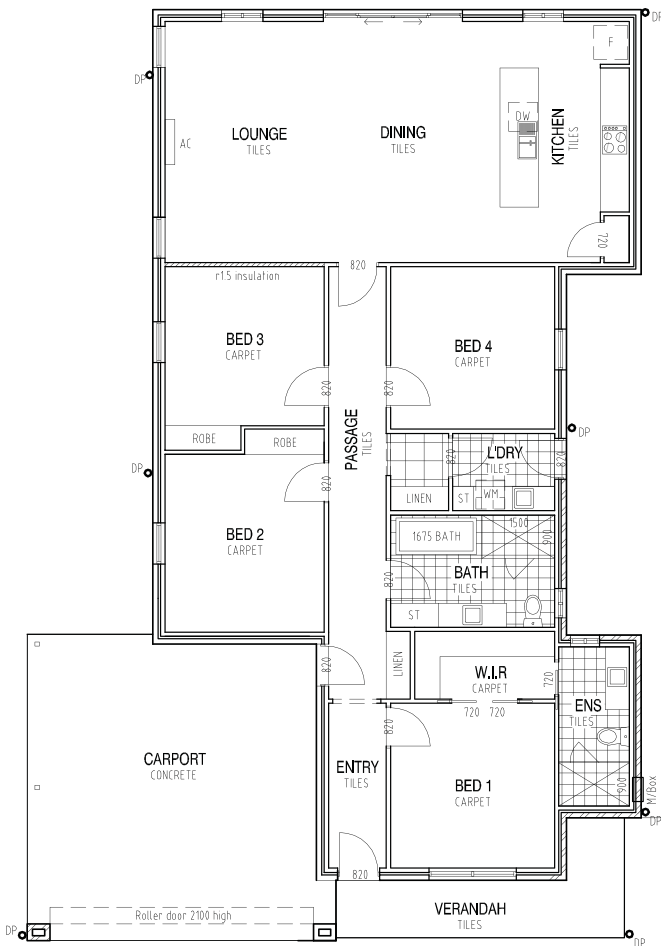 DP
DP
F
DW
AC
LOUNGE
TILES
DINING
TILES
KITCHEN
TILES
720
820
r1.5 insulation
BED 3
CARPET
BED 4
CARPET
820
820
PASSAGE
TILES
DP
ROBE
ROBE
820
L'DRY
TILES
820
820
DP
LINEN
ST
WM
BED 2
CARPET
1675 BATH
1500
900
BATH
TILES
820
ST
820
LINEN
W.I.R
CARPET
720
720
720
ENS
TILES
CARPORT
CONCRETE
820
ENTRY
TILES
BED 1
CARPET
900
M/Box
DP
820
Roller door 2100 high
VERANDAH
TILES
DP
DP